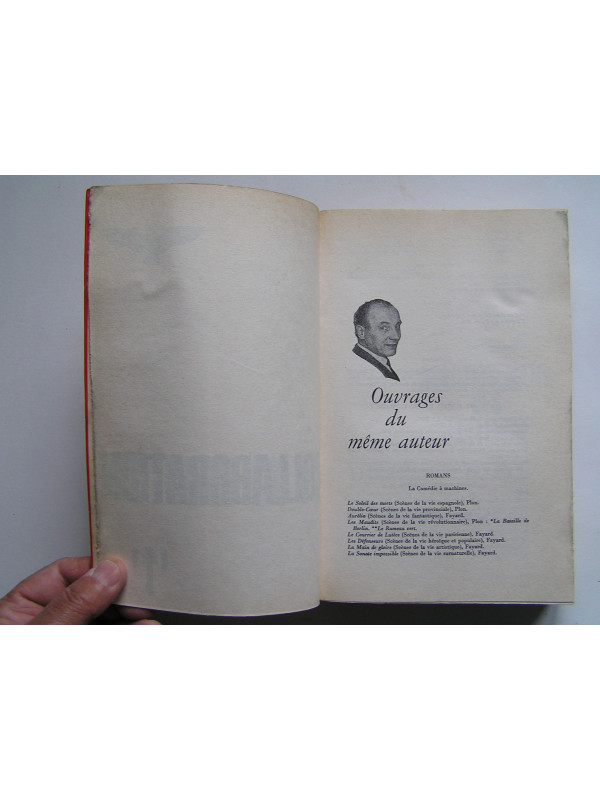 Ouvrages
du
même auteur
ROMANS
La Comédie à machines.
Le Soleil des morts (Scènes de la vie espagnole), Plon.
Double-Cœur (Scènes de la vie provinciale), Plon.
Aurélia (Scènes de la vie fantastique), Fayard.
Les Maudits (Scènes de la vie révolutionnaire), Plon : *La Bataille de
Berlin. **Le Rameau vert.
Le Courrier de (Scènes de la vie parisienne), Fayard.
Les Défenseurs (Scènes de la vie héroïque et populaire), Fayard.
La Main de gloire (Scènes de la vie artistique), Fayard.
La Sonate impossible (Scènes de la vie surnaturelle), Fayard.